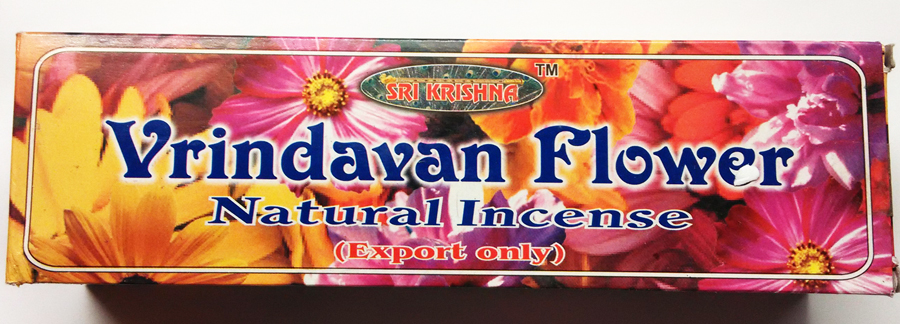 SRI KRISHNA TM
Vrindavan Flower
Natural Incense
(Export only)